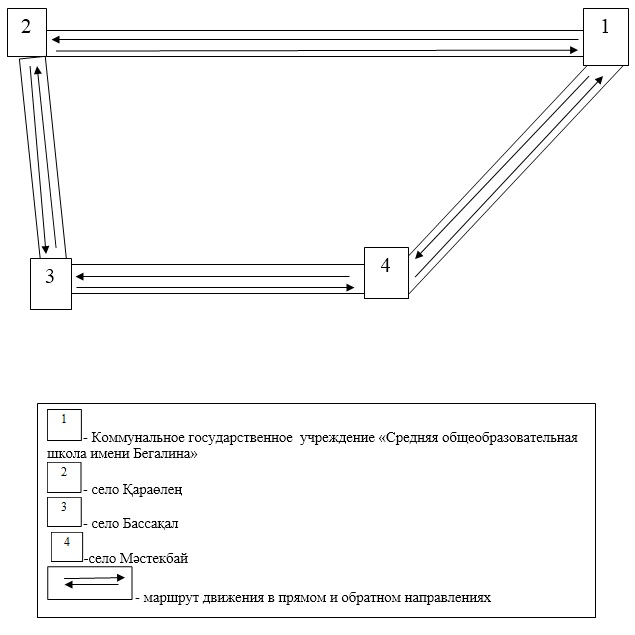 2
1
3
4
1 - Коммунальное государственное учреждение «Средняя общеобразовательная
школа имени Бегалина»
2 - село Қараөлең
3 - село Бассақал
4 -село Мәстекбай
- маршрут движения в прямом и обратном направлениях